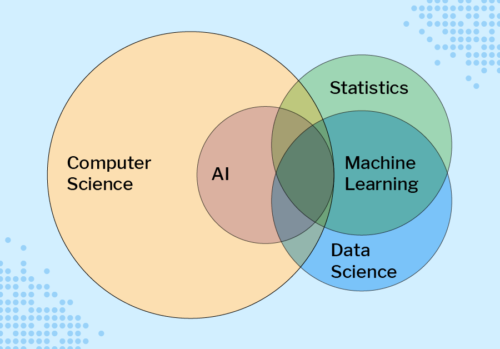 Statistics
Computer
Science
AI
Machine
Learning
Data
Science